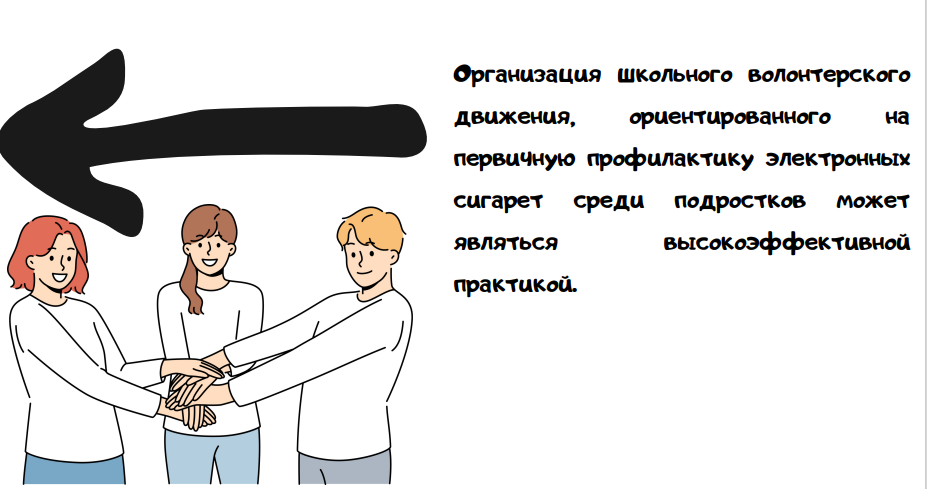 Организация школьного волонтерского
движения, ориентированного на
первичную профилактику электронных
сигарет среди подростков может
являться высокоэффективной
практикой.